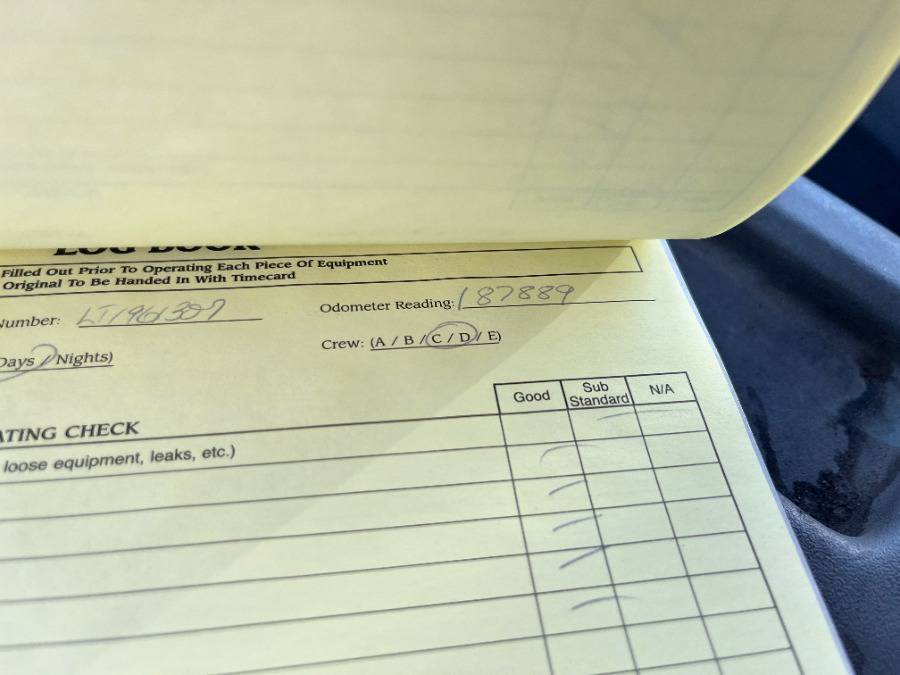 LOG BOOK
Filled Out Prior To Operating Each Piece Of Equipment
Original To Be Handed In With Timecard
Number: LT1961307 Odometer Reading: 187889
Days / Nights) Crew: (A / B / C / D / E)
Good Sub Standard N/A
ATING CHECK
loose equipment, leaks, etc.)